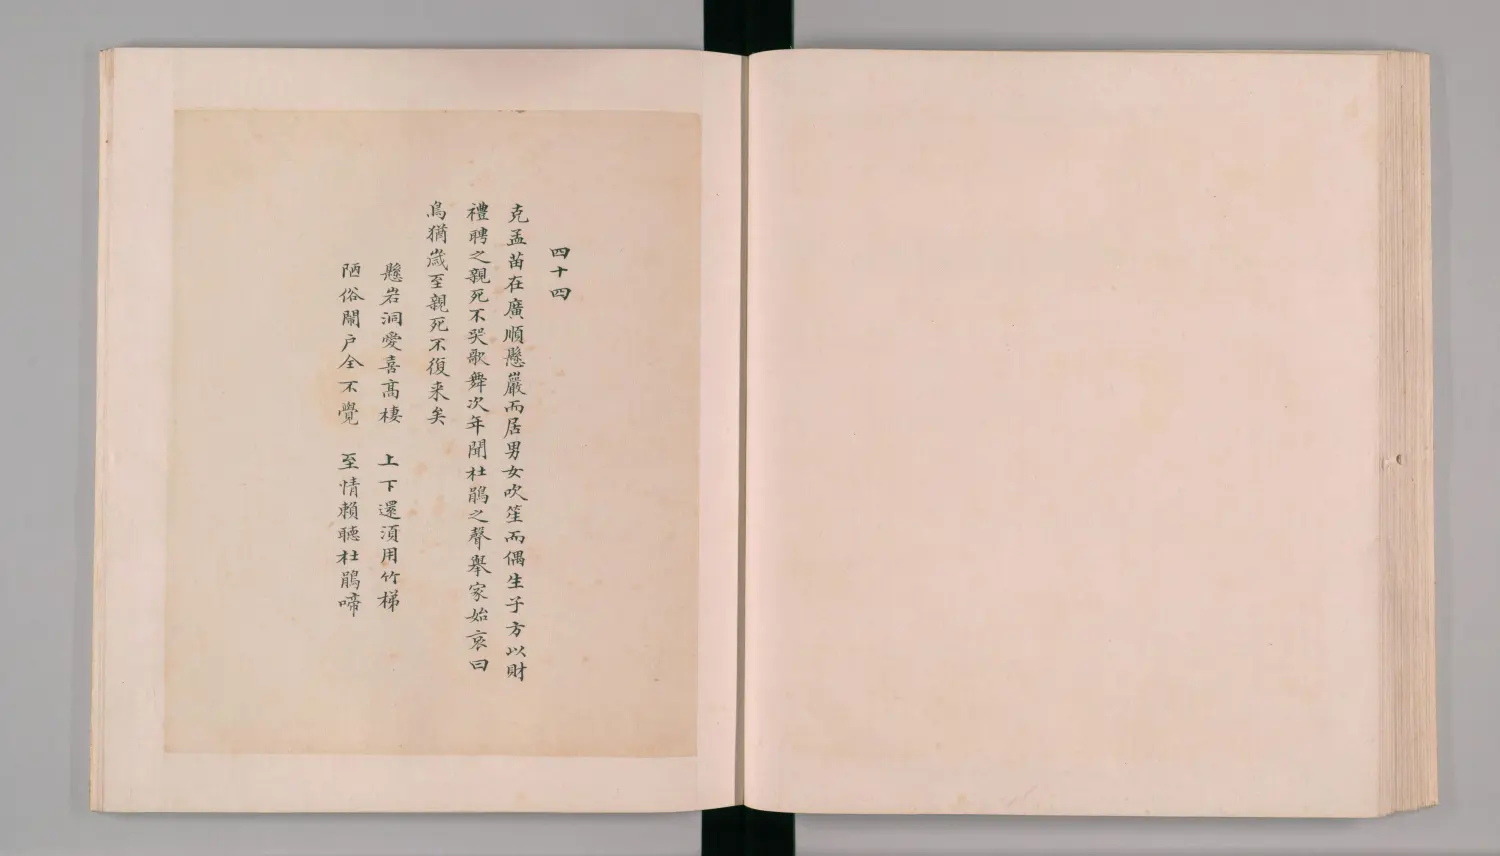 四十四
克孟苗在廣順懸巖而居男女吹笙而偶生子方以財
禮聘之親死不哭歌舞次年聞杜鵑之聲舉家始哀曰
鳥猶歲至親死不復来矣
懸岩洞愛喜高棲 上下還須用竹梯
陋俗鬧戶全不覺 至情賴聽杜鵑啼